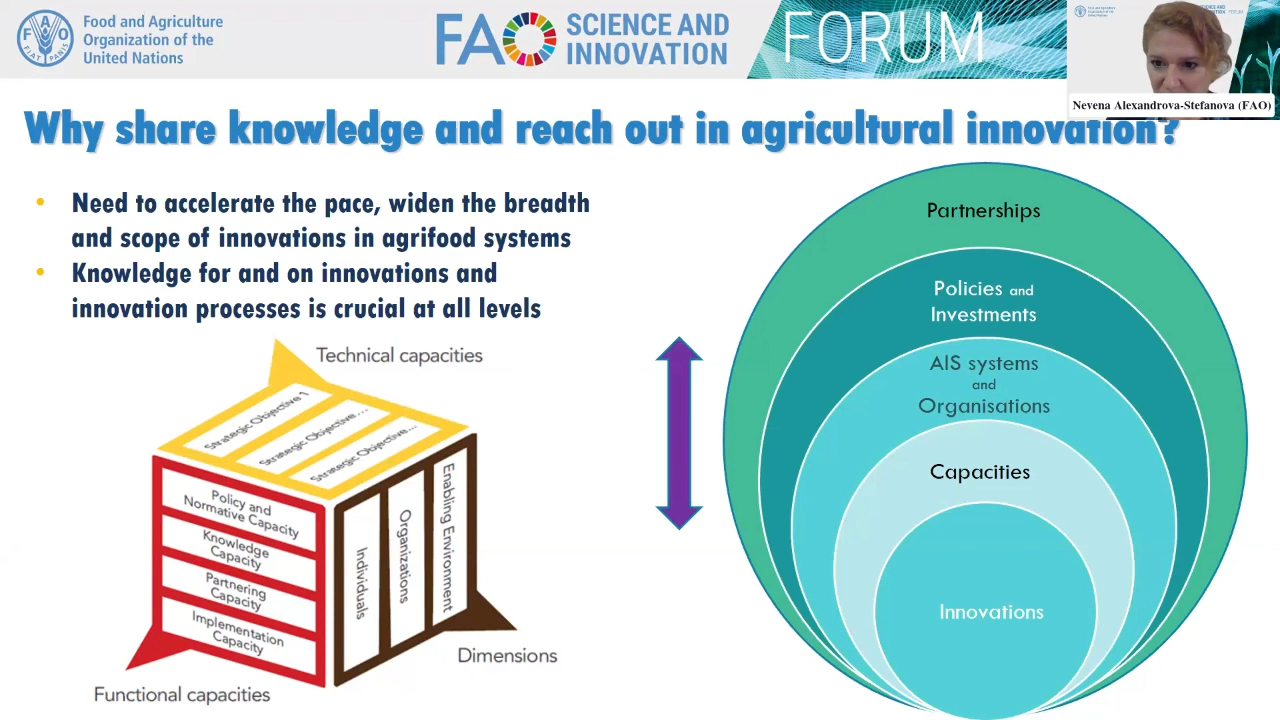 Food and Agriculture
Organization of the
United Nations
FAO
SCIENCE AND
INNOVATION
FORUM
Nevena Alexandrova-Stefanova (FAO)
Why share knowledge and reach out in agricultural innovation?
• Need to accelerate the pace, widen the breadth
and scope of innovations in agrifood systems
• Knowledge for and on innovations and
innovation processes is crucial at all levels
Technical capacities
Strategic Objective 1
Strategic Objective...
Strategic Objective...
Policy and
Normative Capacity
Knowledge
Capacity
Partnering
Capacity
Implementation
Capacity
Individuals
Organizations
Enabling Environment
Dimensions
Functional capacities
Partnerships
Policies and
Investments
AIS systems
and
Organisations
Capacities
Innovations